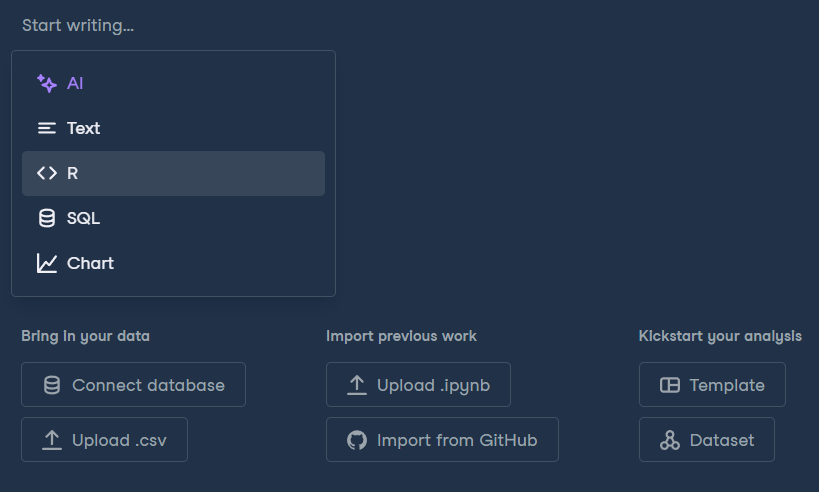 Start writing...
AI
Text
R
SQL
Chart
Bring in your data
Connect database
Upload .csv
Import previous work
Upload .ipynb
Import from GitHub
Kickstart your analysis
Template
Dataset